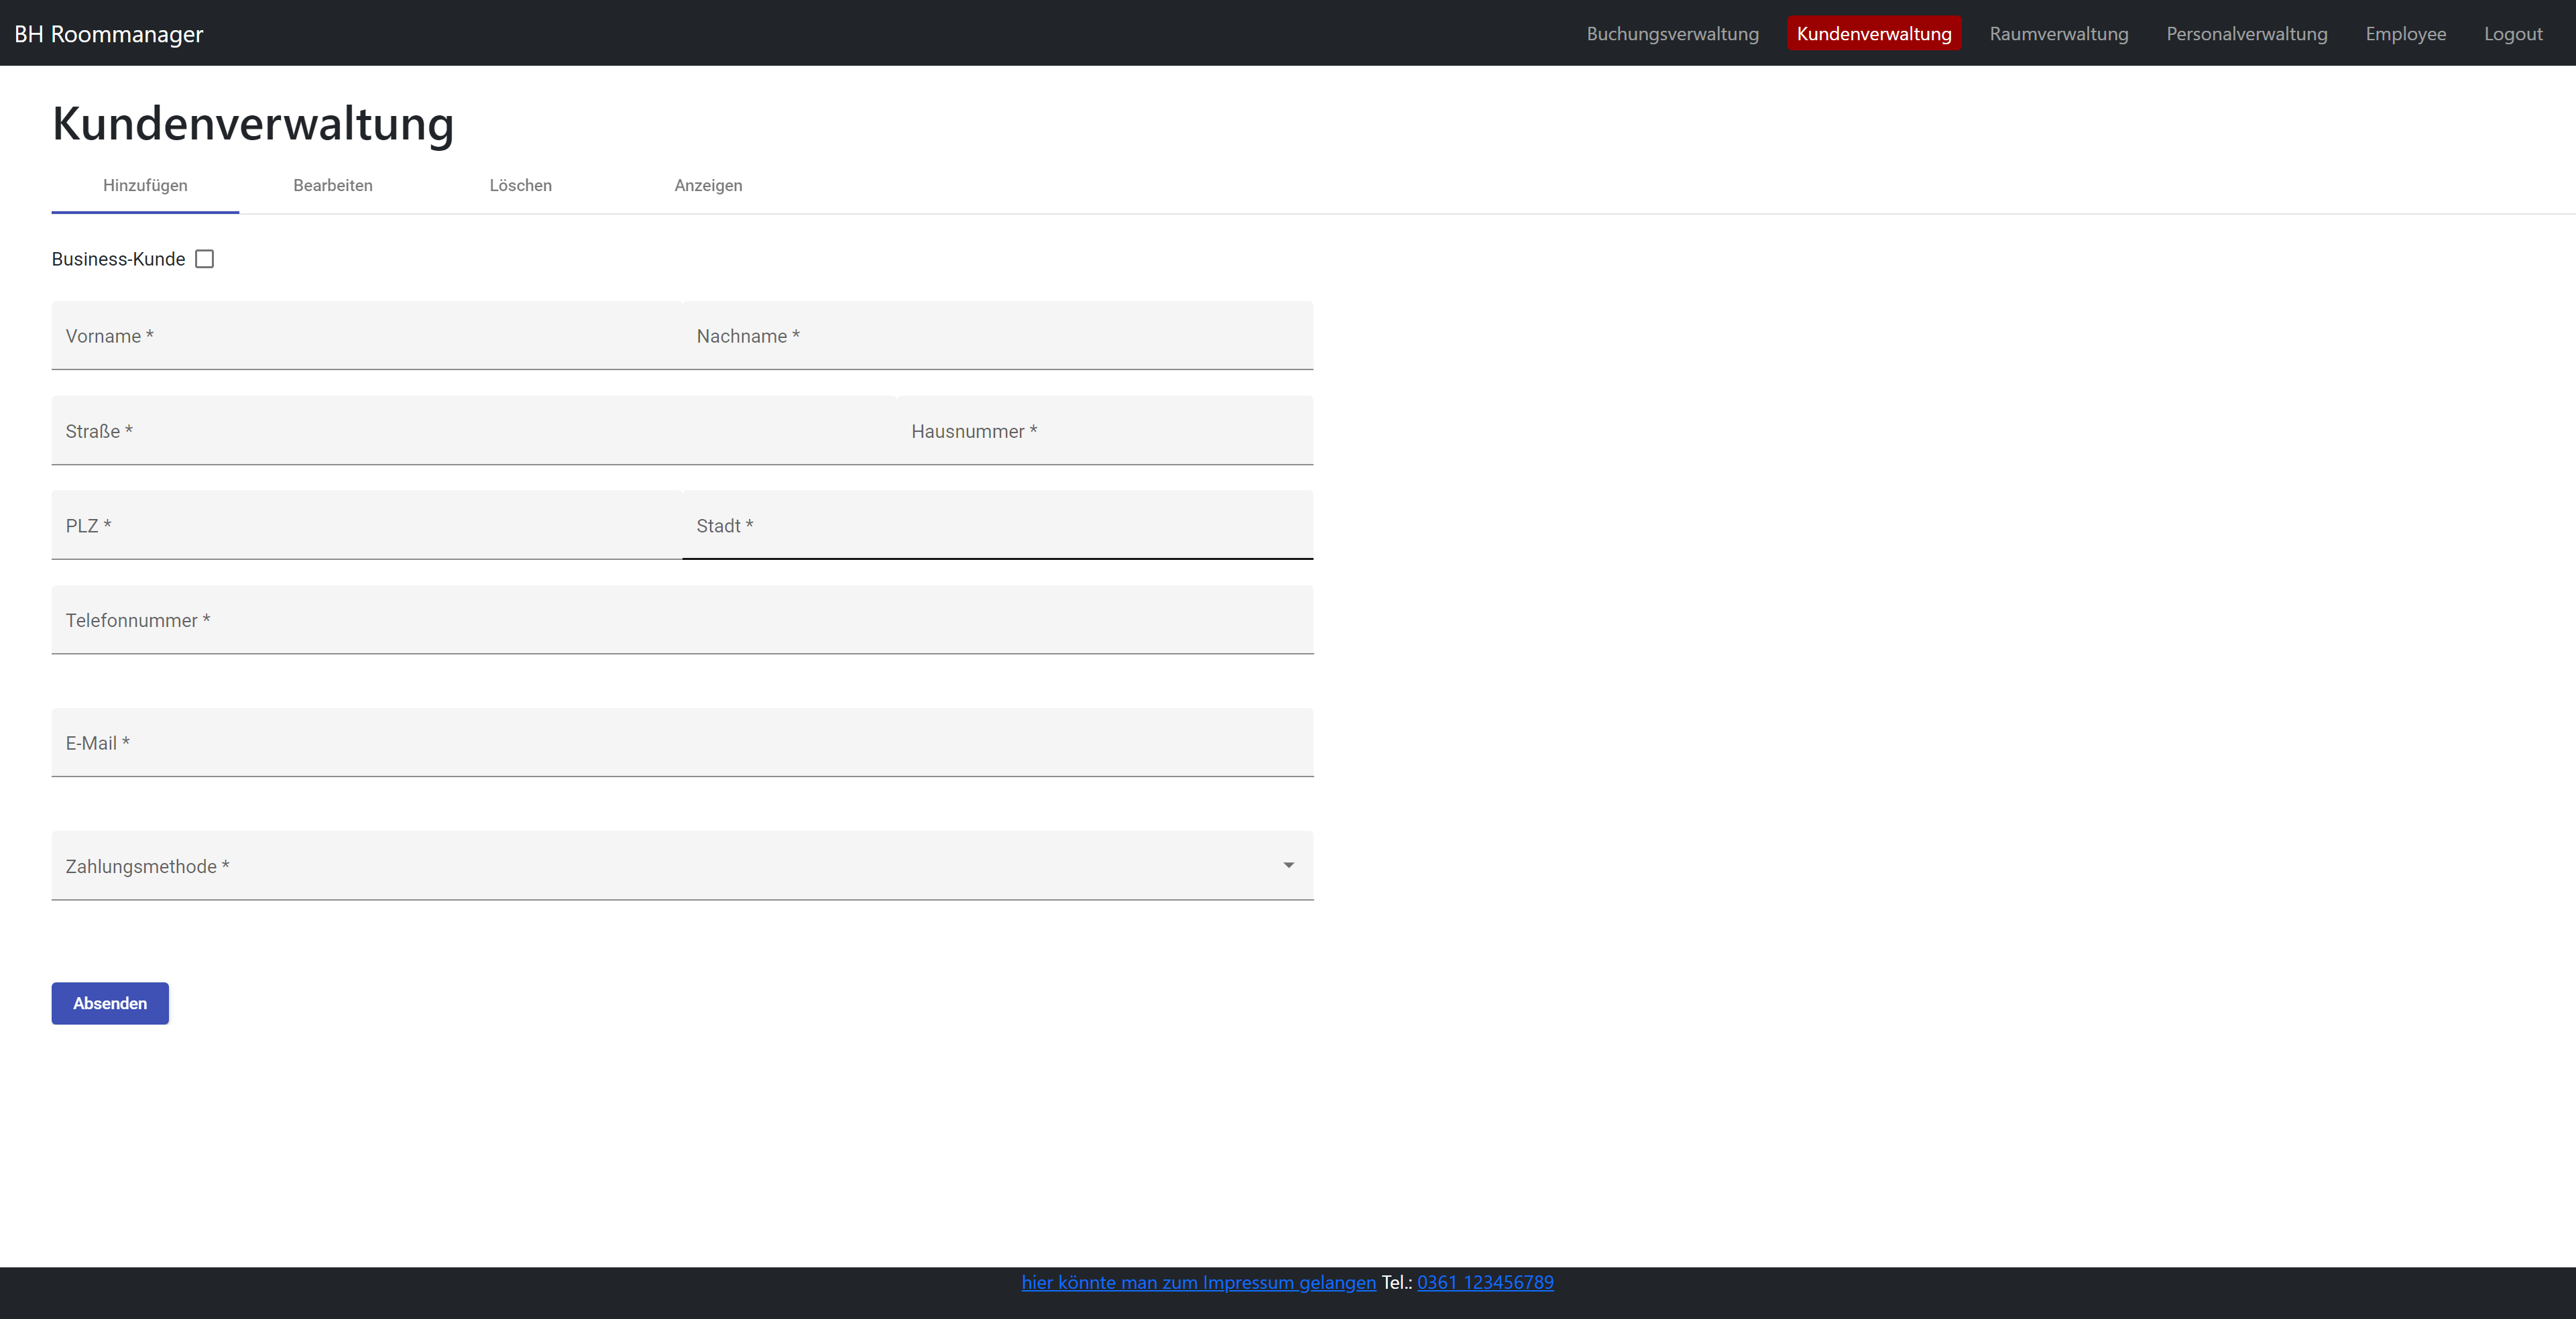 BH Roommanager Buchungsverwaltung Kundenverwaltung Raumverwaltung Personalverwaltung Employee Logout
Kundenverwaltung
Hinzufügen Bearbeiten Löschen Anzeigen
Business-Kunde
Vorname * Nachname *
Straße * Hausnummer *
PLZ * Stadt *
Telefonnummer *
E-Mail *
Zahlungsmethode *
Absenden
hier könnte man zum Impressum gelangen Tel.: 0361 123456789